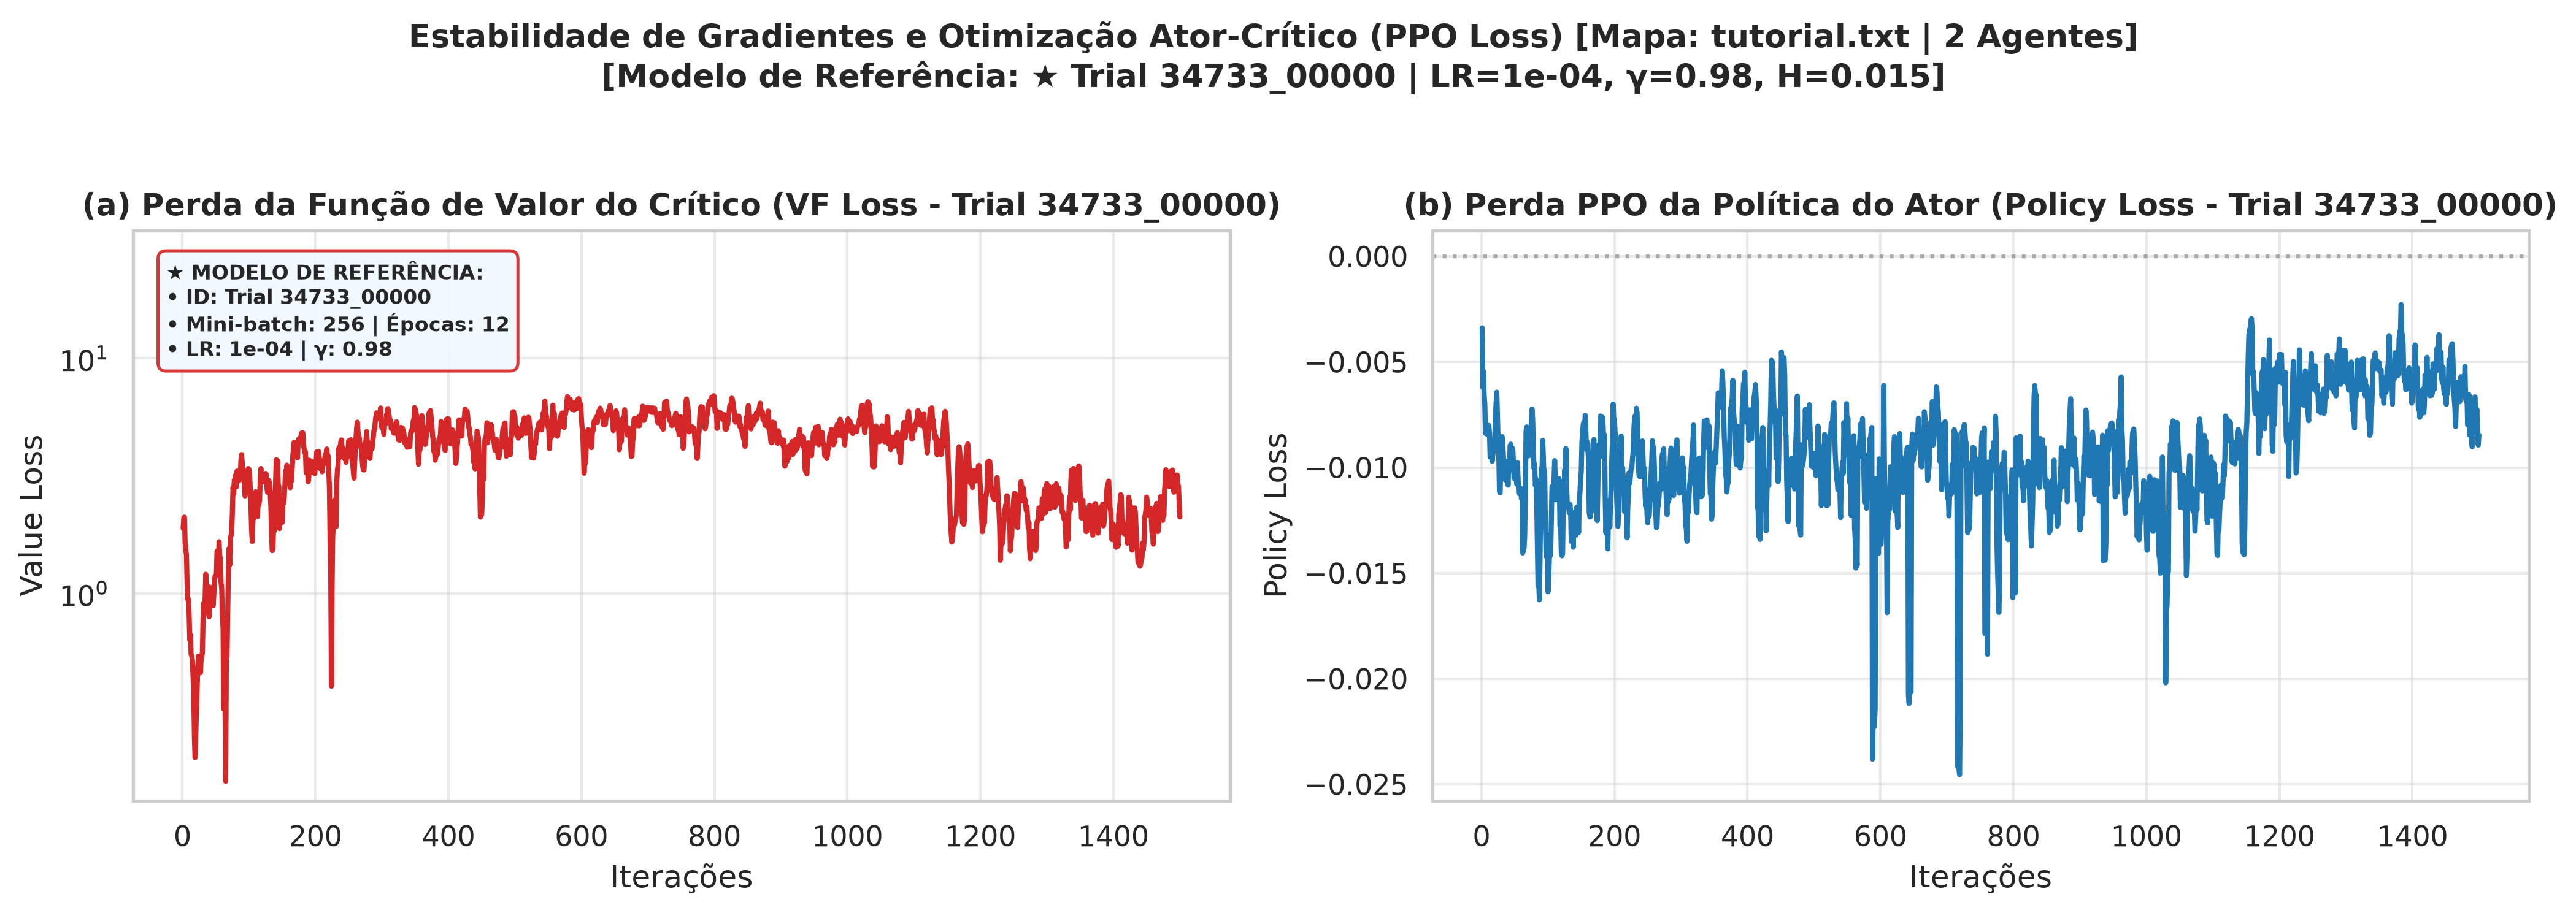 Estabilidade de Gradientes e Otimização Ator-Crítico (PPO Loss) [Mapa: tutorial.txt | 2 Agentes]
[Modelo de Referência: ★ Trial 34733_00000 | LR=1e-04, γ=0.98, H=0.015]
(a) Perda da Função de Valor do Crítico (VF Loss - Trial 34733_00000)
★ MODELO DE REFERÊNCIA:
• ID: Trial 34733_00000
• Mini-batch: 256 | Épocas: 12
• LR: 1e-04 | γ: 0.98
10¹
10⁰
Value Loss
0 200 400 600 800 1000 1200 1400
Iterações
(b) Perda PPO da Política do Ator (Policy Loss - Trial 34733_00000)
0.000
−0.005
−0.010
−0.015
−0.020
−0.025
Policy Loss
0 200 400 600 800 1000 1200 1400
Iterações